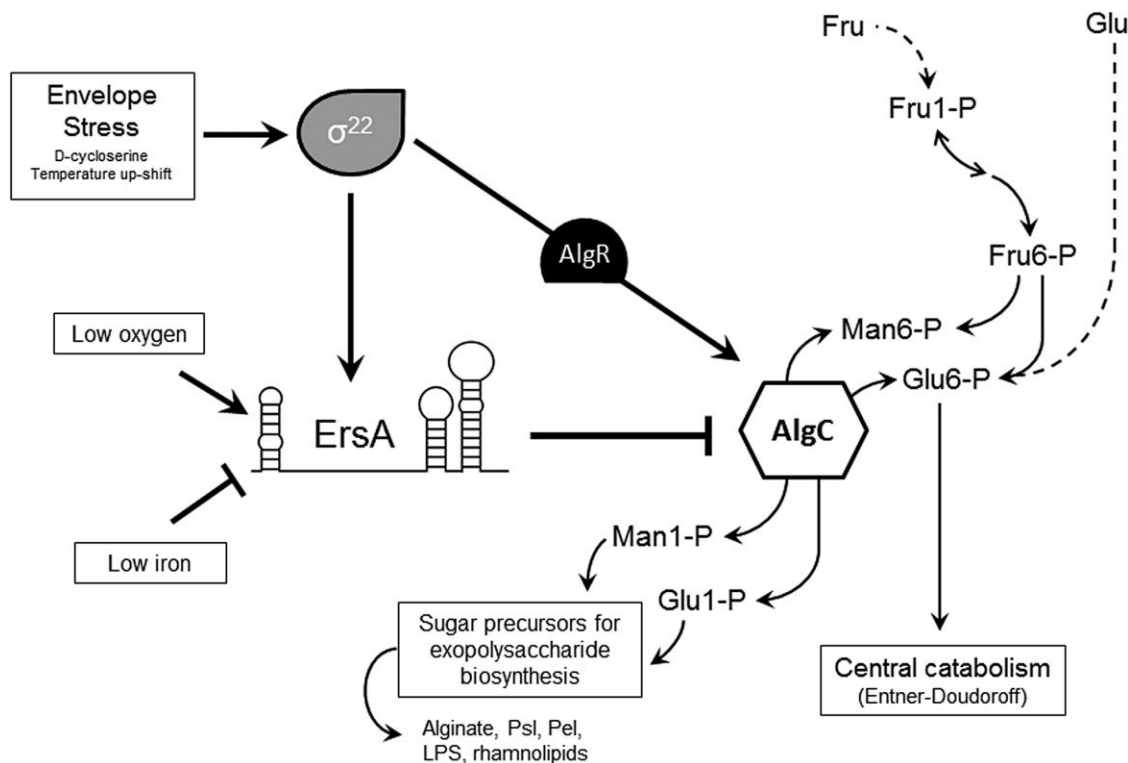 Fru
Glu
Envelope
Stress
D-cycloserine
Temperature up-shift
σ²²
Fru1-P
AlgR
Fru6-P
Low oxygen
Man6-P
Glu6-P
ErsA
AlgC
Low iron
Man1-P
Glu1-P
Sugar precursors for
exopolysaccharide
biosynthesis
Central catabolism
(Entner-Doudoroff)
Alginate, Psl, Pel,
LPS, rhamnolipids